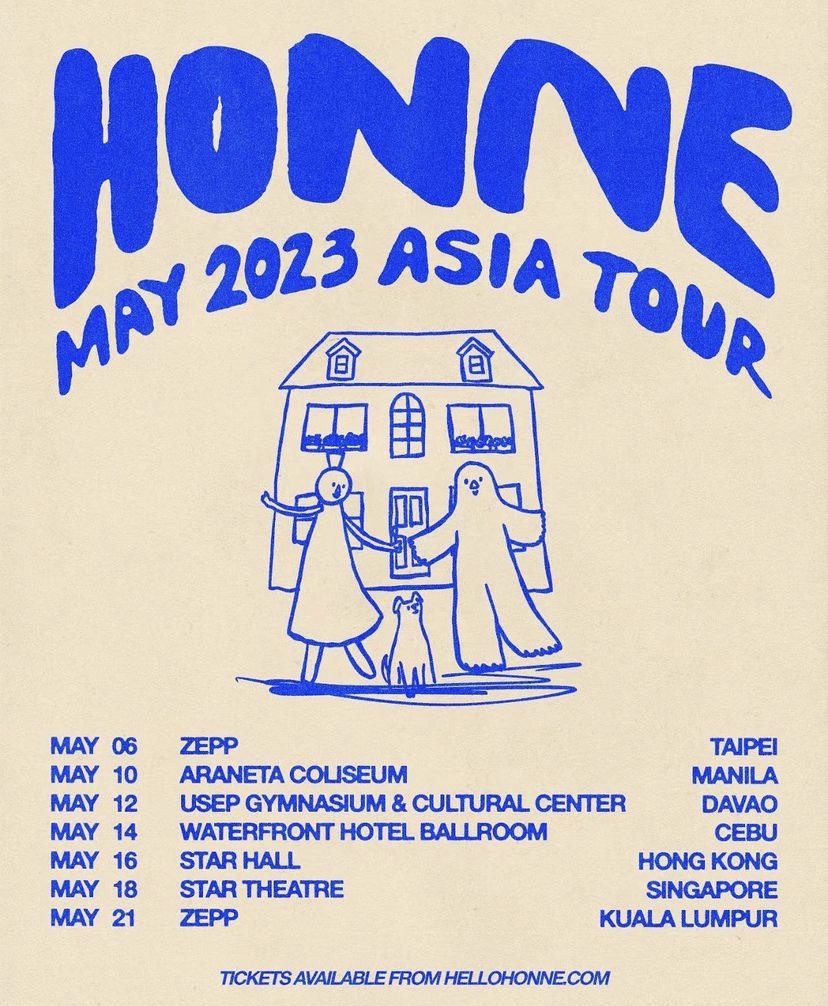 HONNE
MAY 2023 ASIA TOUR
MAY 06 ZEPP TAIPEI
MAY 10 ARANETA COLISEUM MANILA
MAY 12 USEP GYMNASIUM & CULTURAL CENTER DAVAO
MAY 14 WATERFRONT HOTEL BALLROOM CEBU
MAY 16 STAR HALL HONG KONG
MAY 18 STAR THEATRE SINGAPORE
MAY 21 ZEPP KUALA LUMPUR
TICKETS AVAILABLE FROM HELLOHONNE.COM